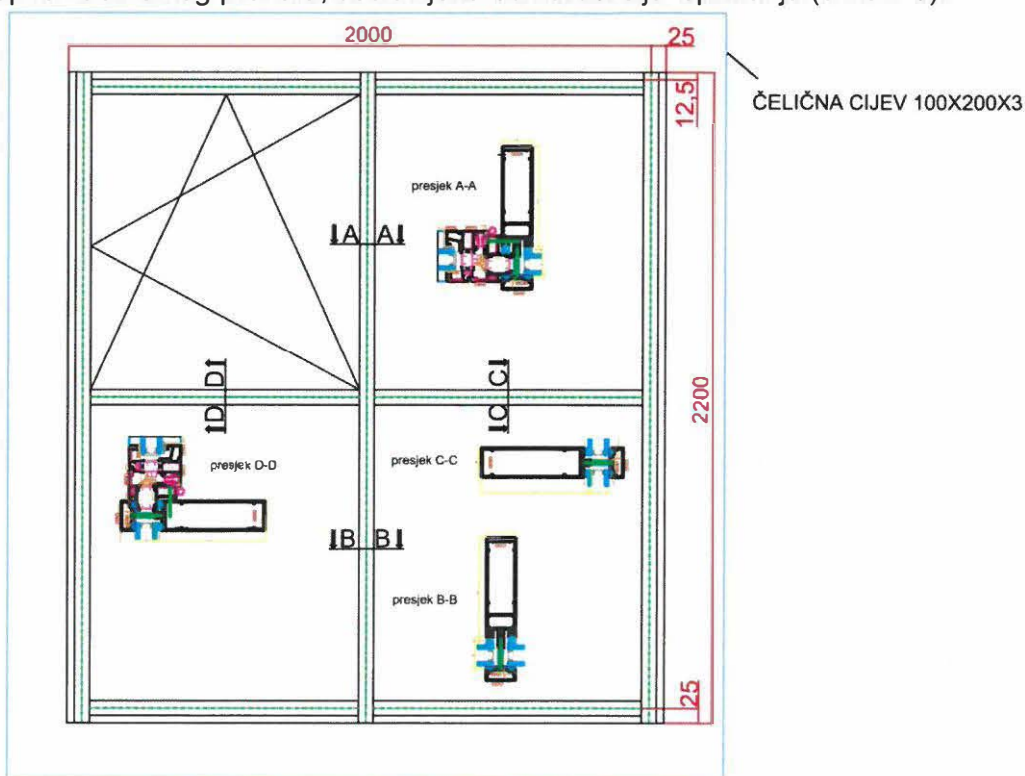 2000
25
12,5
ČELIČNA CIJEV 100X200X3
presjek A-A
A A
D
D
C
C
2200
presjek D-D
presjek C-C
B B
presjek B-B
25